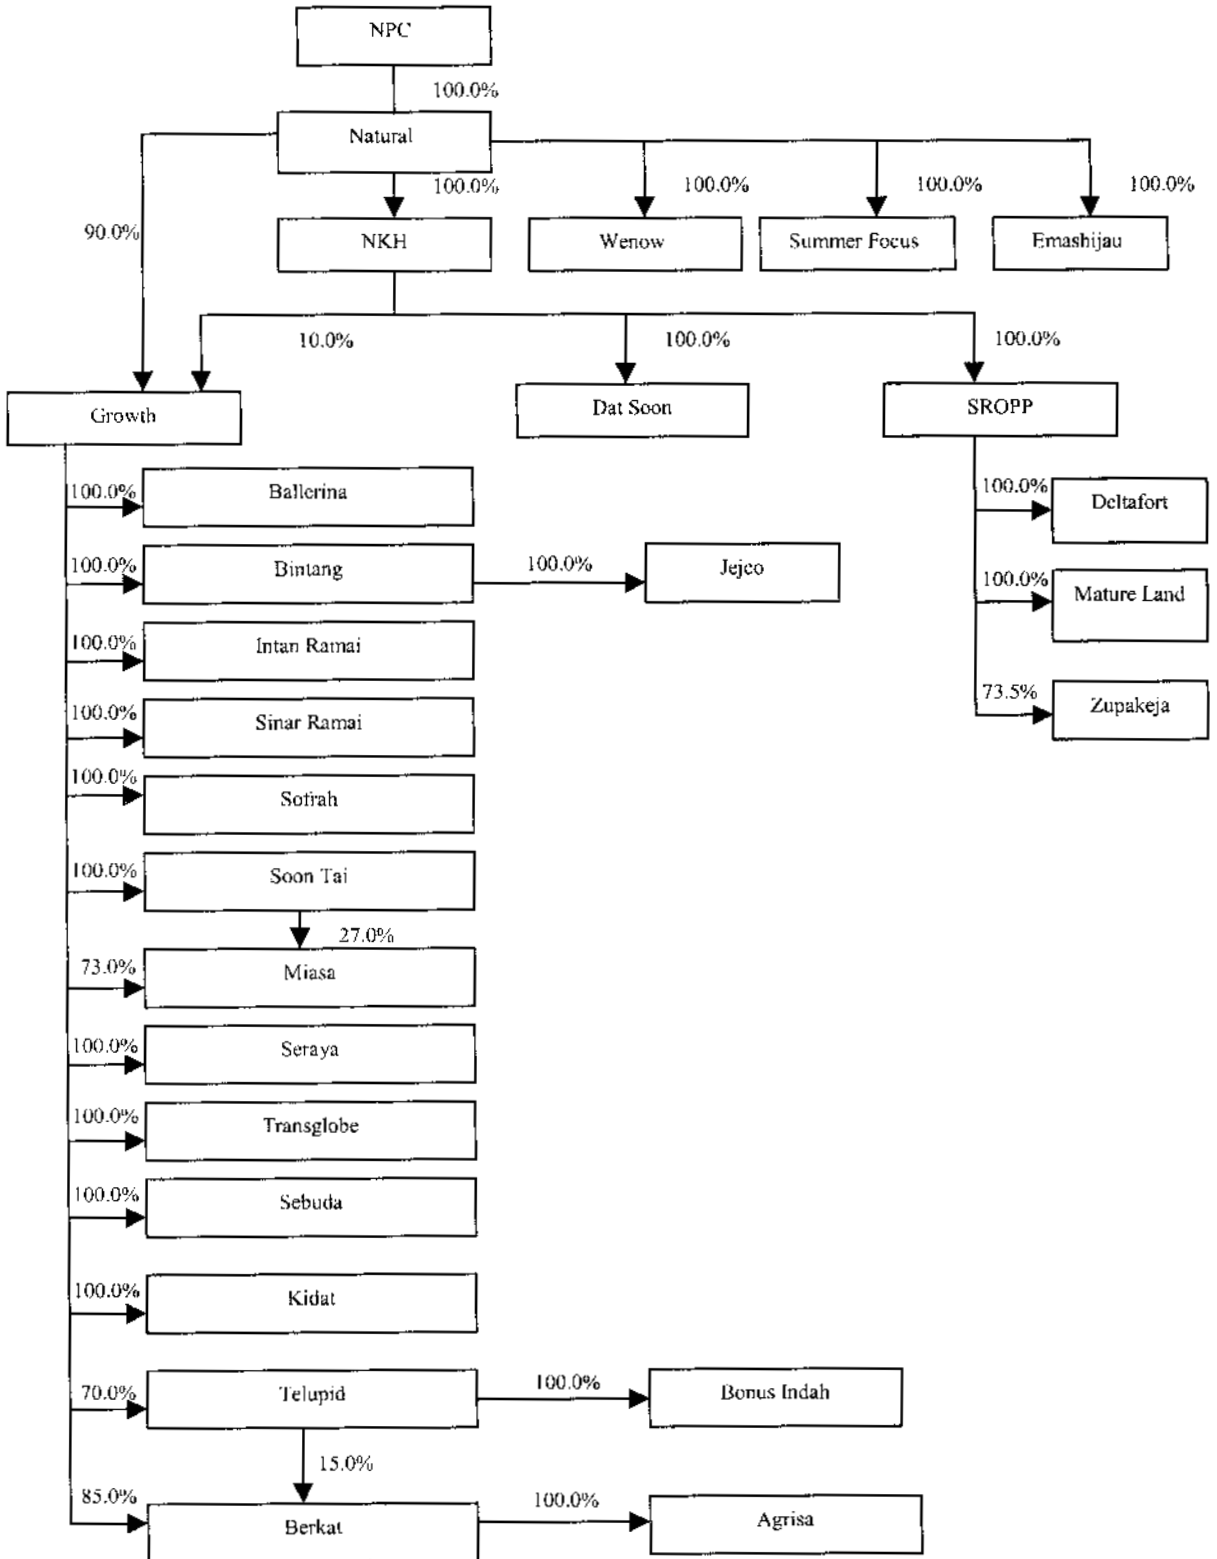 NPC
100.0%
Natural
100.0%
100.0%
100.0%
100.0%
90.0%
NKH
Wenow
Summer Focus
Emashijau
10.0%
100.0%
100.0%
Growth
Dat Soon
SROPP
100.0%
Ballerina
100.0%
Deltafort
100.0%
Bintang
100.0%
Jejco
100.0%
Mature Land
100.0%
Intan Ramai
100.0%
Sinar Ramai
73.5%
Zupakeja
100.0%
Sofrah
100.0%
Soon Tai
27.0%
73.0%
Miasa
100.0%
Seraya
100.0%
Transglobe
100.0%
Sebuda
100.0%
Kidat
70.0%
Telupid
100.0%
Bonus Indah
15.0%
85.0%
Berkat
100.0%
Agrisa